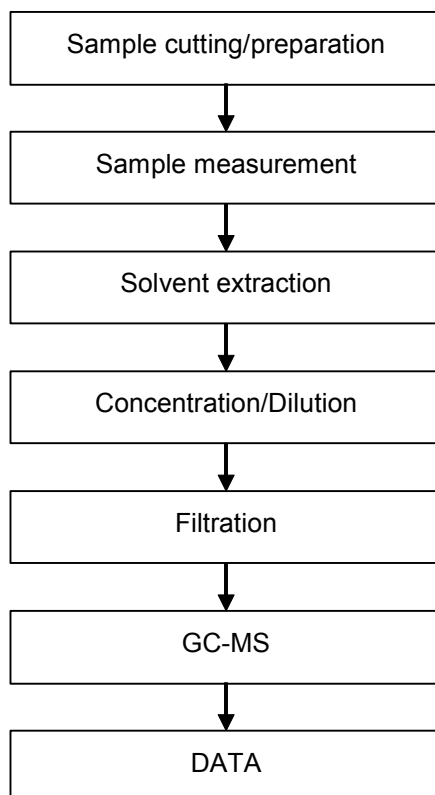 Sample cutting/preparation
Sample measurement
Solvent extraction
Concentration/Dilution
Filtration
GC-MS
DATA